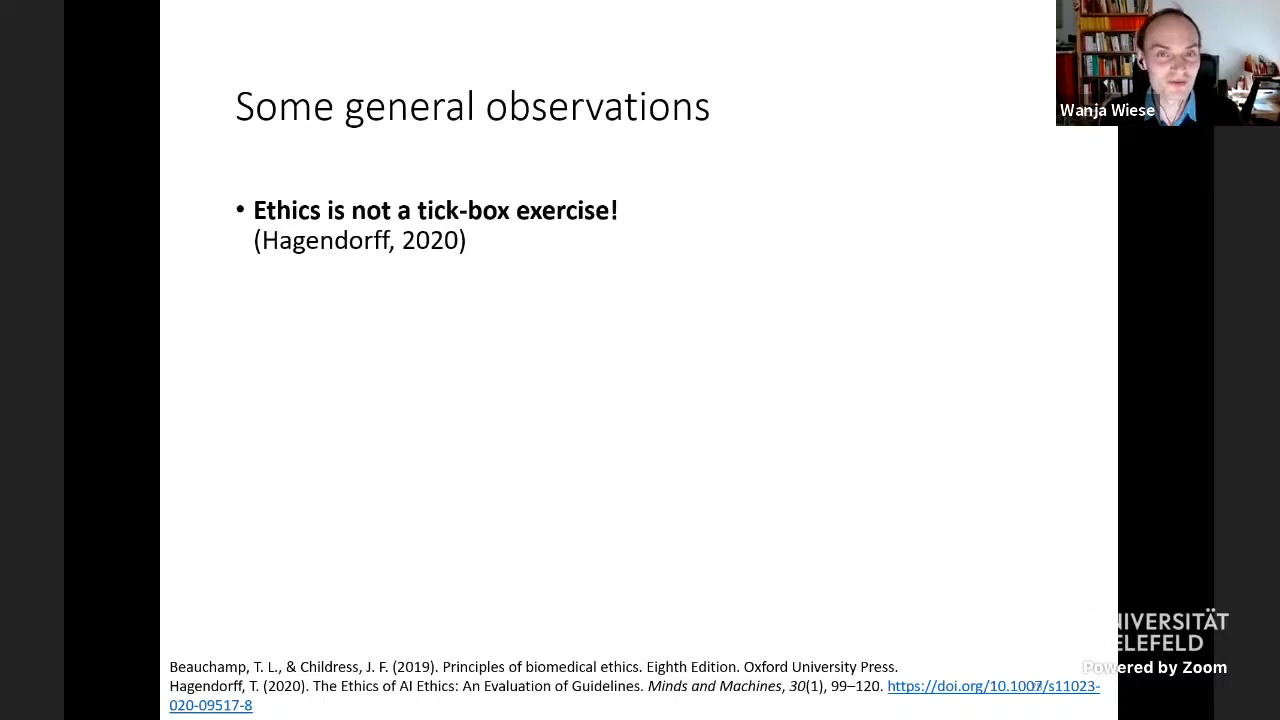 Some general observations
Wanja Wiese
• Ethics is not a tick-box exercise!
(Hagendorff, 2020)
NIVERSITÄT
ELEFELD
Powered by Zoom
Beauchamp, T. L., & Childress, J. F. (2019). Principles of biomedical ethics. Eighth Edition. Oxford University Press.
Hagendorff, T. (2020). The Ethics of AI Ethics: An Evaluation of Guidelines. Minds and Machines, 30(1), 99–120. https://doi.org/10.1007/s11023-
020-09517-8